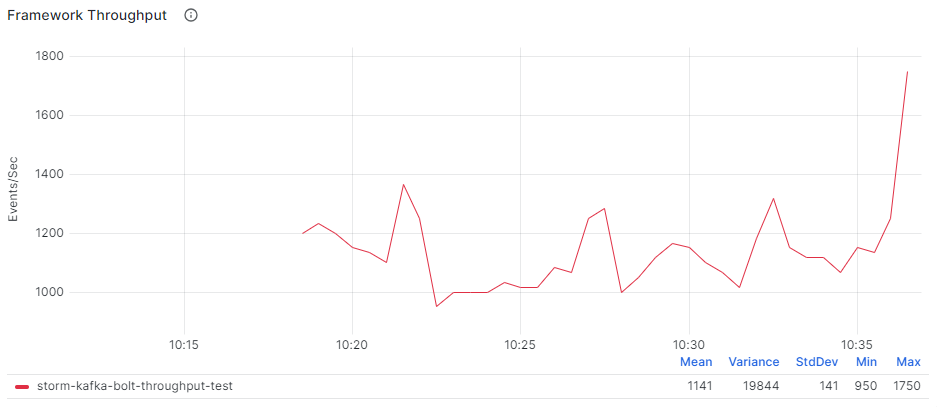 Framework Throughput
1800
1600
1400
1200
1000
Events/Sec
10:15 10:20 10:25 10:30 10:35
Mean Variance StdDev Min Max
storm-kafka-bolt-throughput-test 1141 19844 141 950 1750